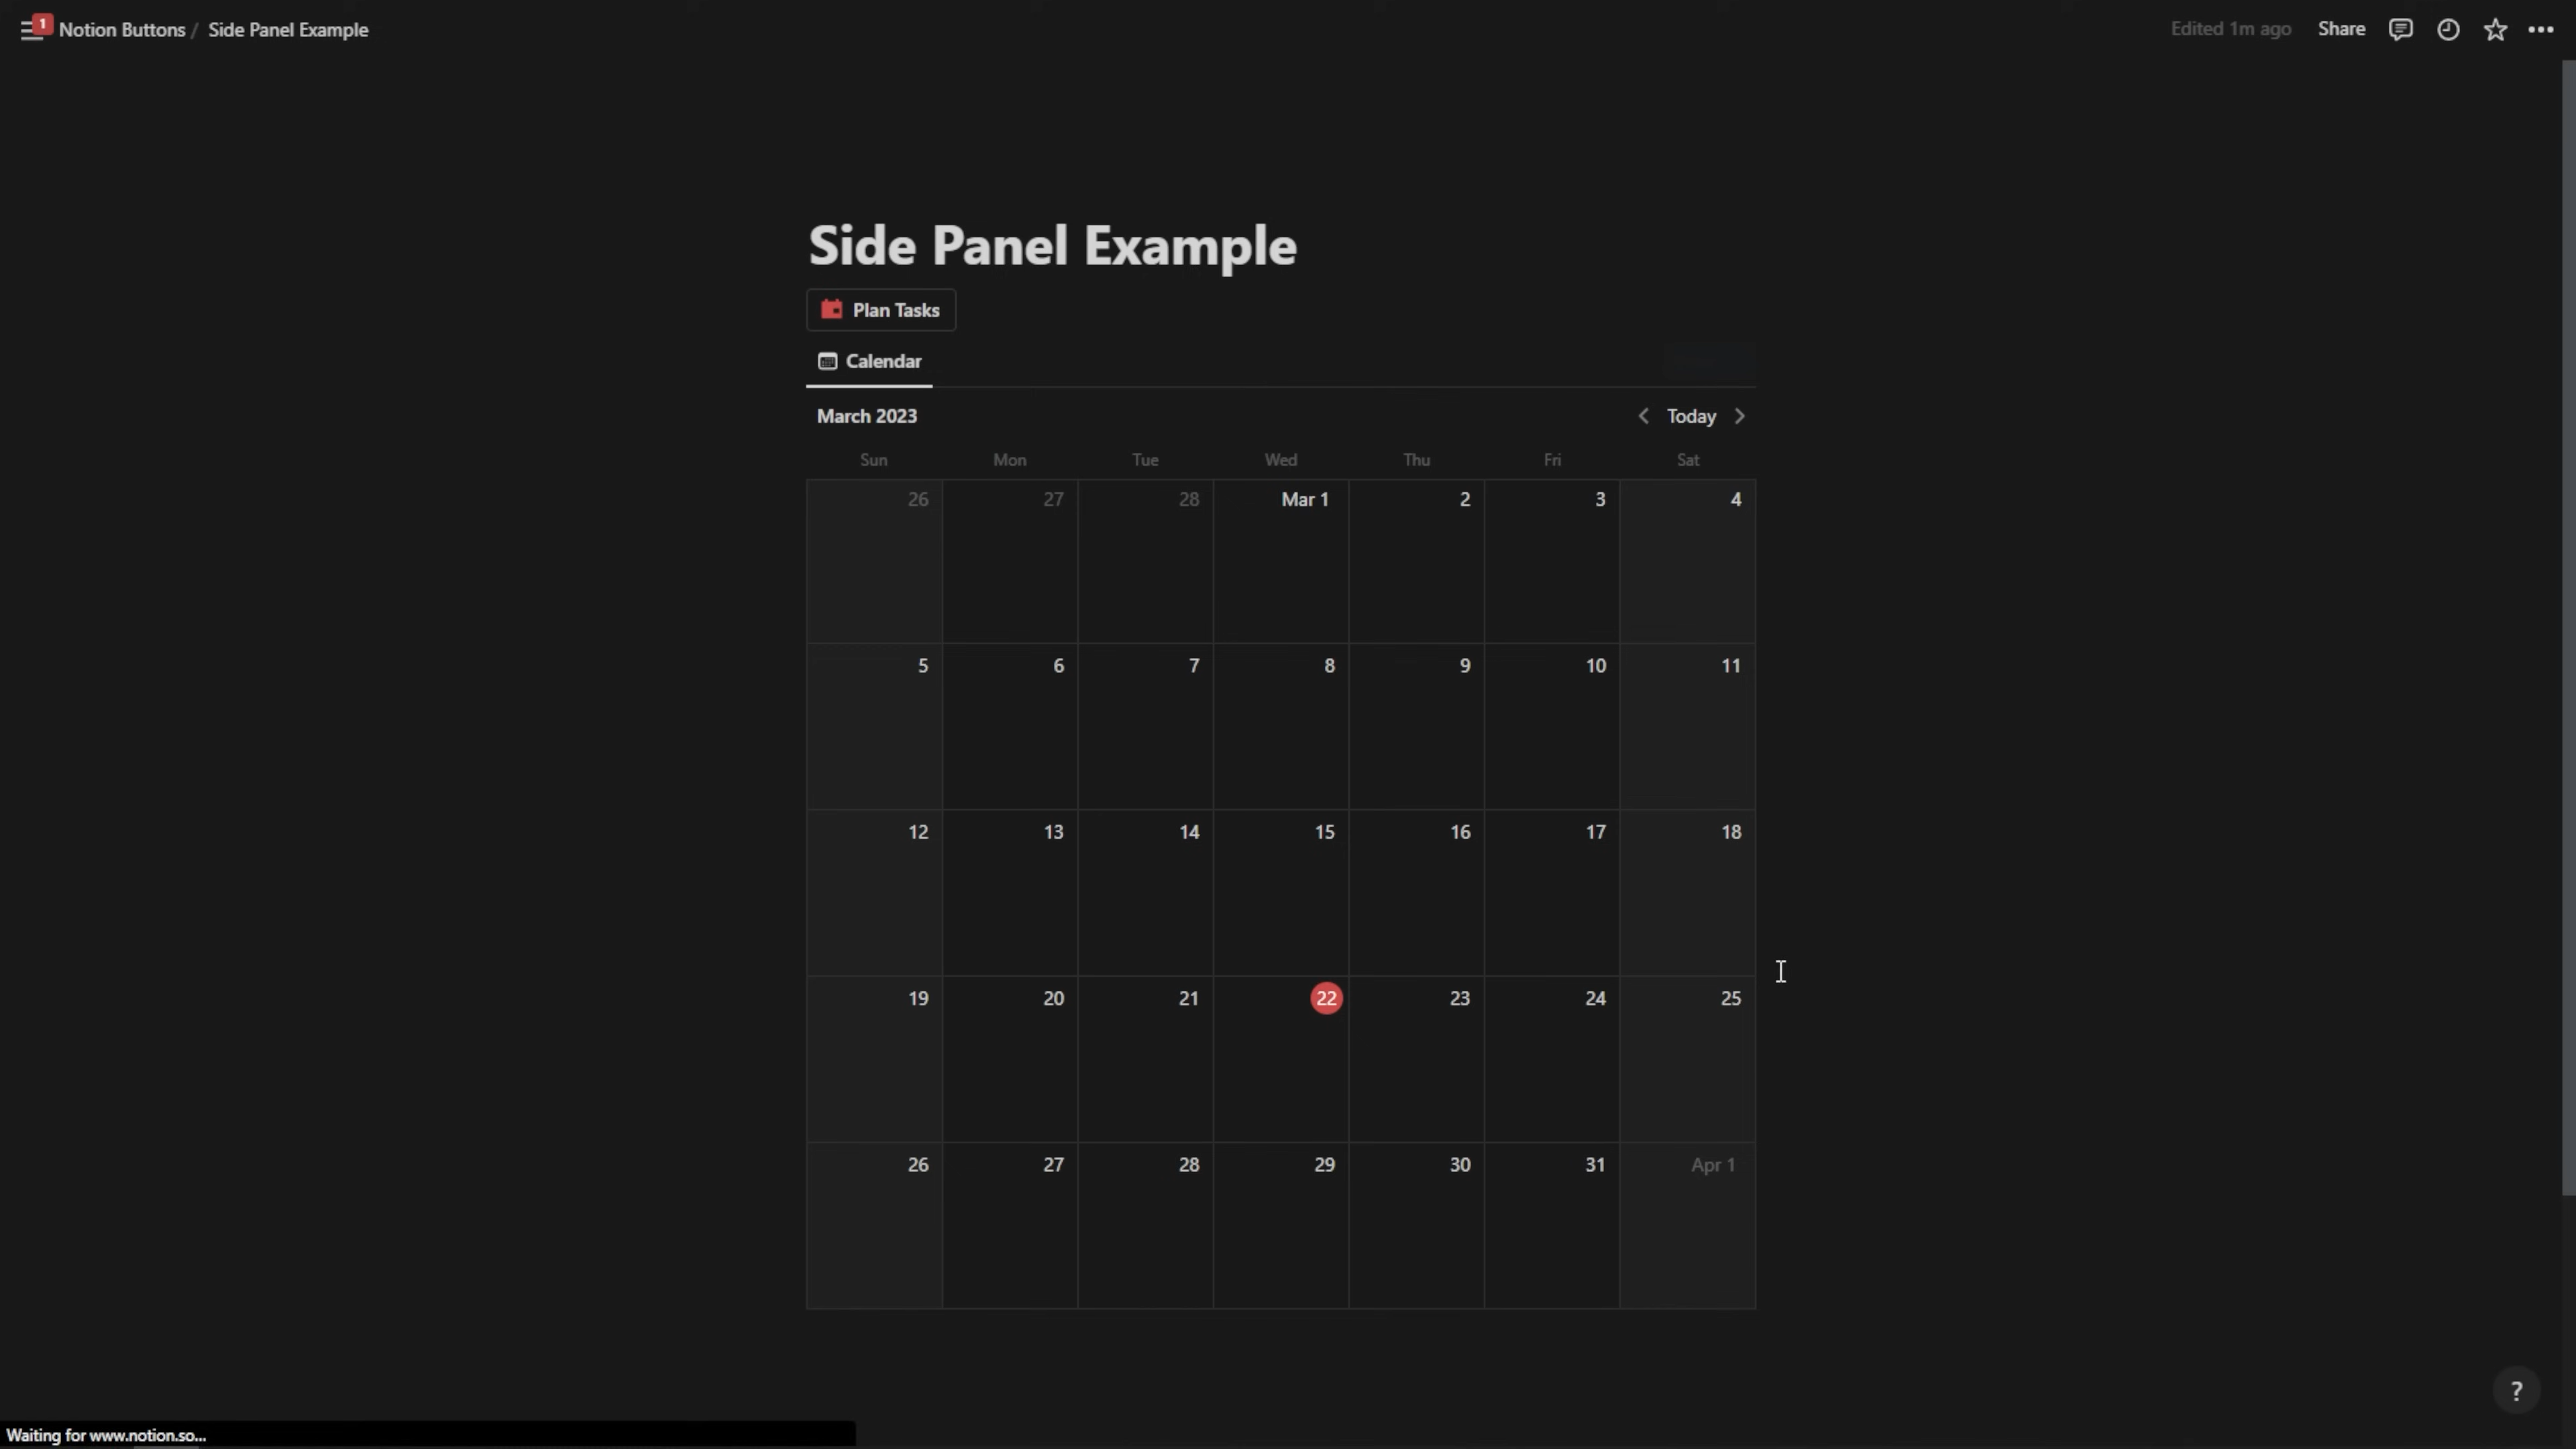 1
Notion Buttons / Side Panel Example
Edited 1m ago Share
Side Panel Example
Plan Tasks
Calendar
March 2023
Today
Sun Mon Tue Wed Thu Fri Sat
26 27 28 Mar 1 2 3 4
5 6 7 8 9 10 11
12 13 14 15 16 17 18
19 20 21 22 23 24 25
26 27 28 29 30 31 Apr 1
?
Waiting for www.notion.so...